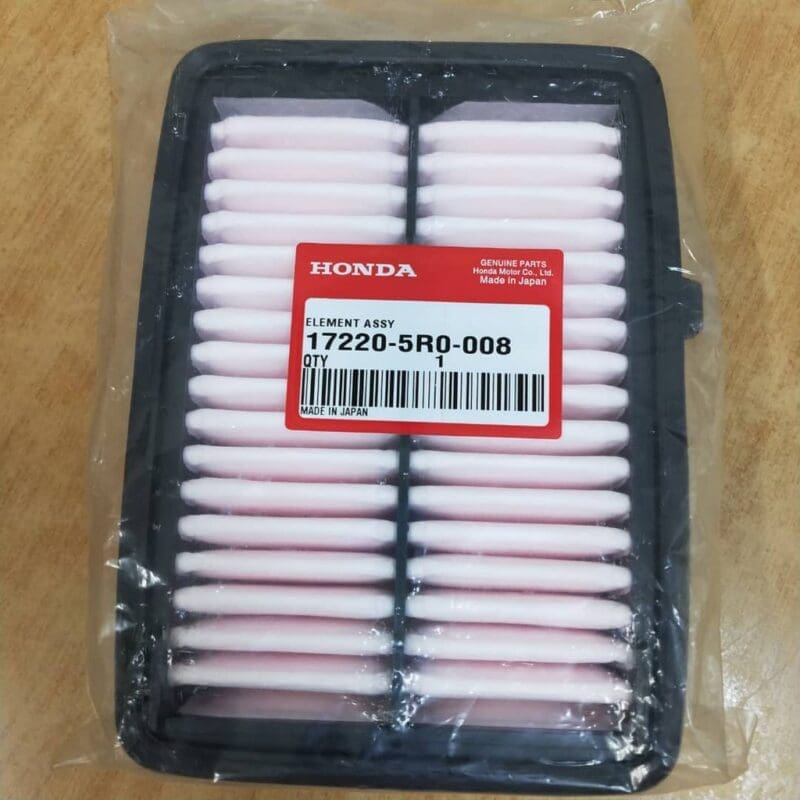 HONDA
GENUINE PARTS
Honda Motor Co., Ltd.
Made in Japan
ELEMENT ASSY
17220-5R0-008
QTY 1
MADE IN JAPAN